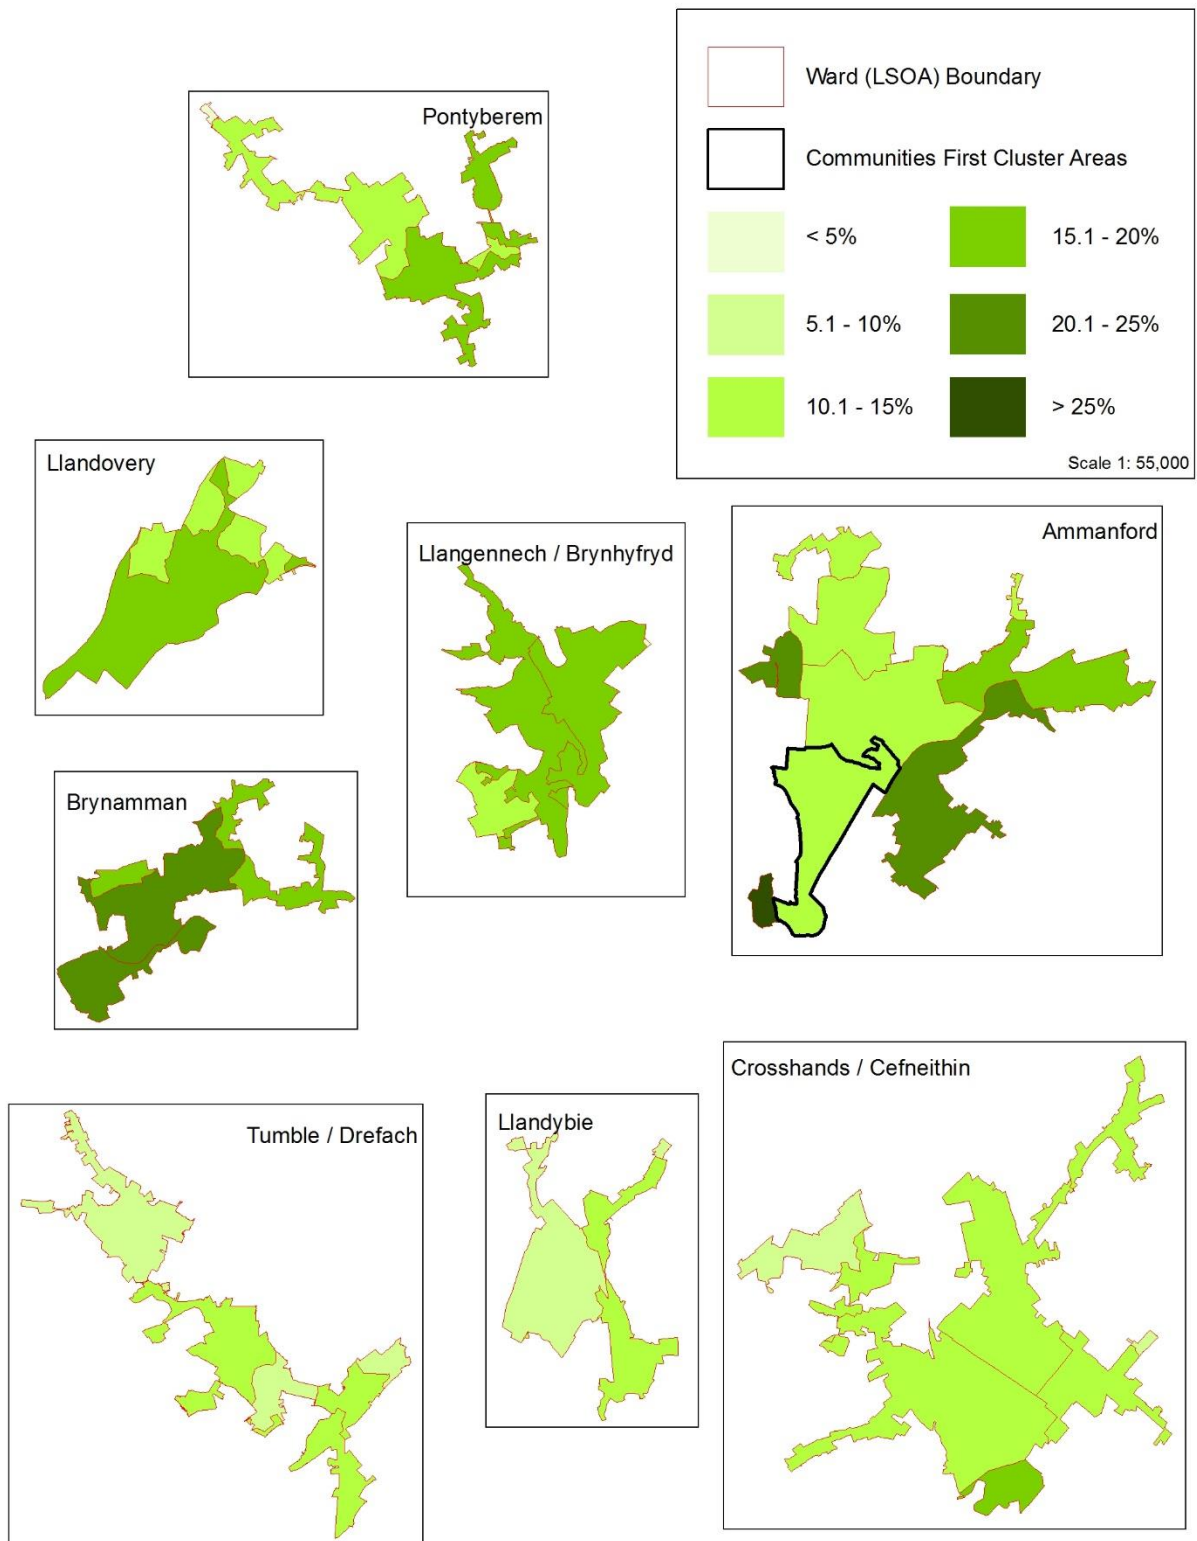 Ward (LSOA) Boundary
Communities First Cluster Areas
< 5%
15.1 - 20%
5.1 - 10%
20.1 - 25%
10.1 - 15%
> 25%
Scale 1: 55,000
Pontyberem
Llandovery
Llangennech / Brynhyfryd
Ammanford
Brynamman
Crosshands / Cefneithin
Tumble / Drefach
Llandybie